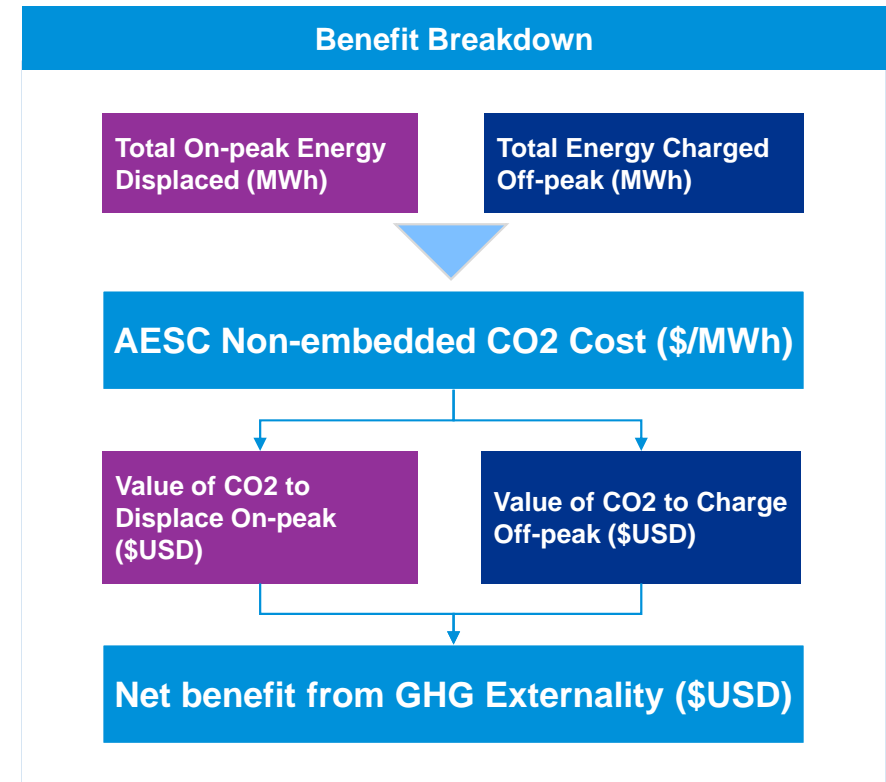 Benefit Breakdown
Total On-peak Energy
Displaced (MWh)
Total Energy Charged
Off-peak (MWh)
AESC Non-embedded CO2 Cost ($/MWh)
Value of CO2 to
Displace On-peak
($USD)
Value of CO2 to Charge
Off-peak ($USD)
Net benefit from GHG Externality ($USD)